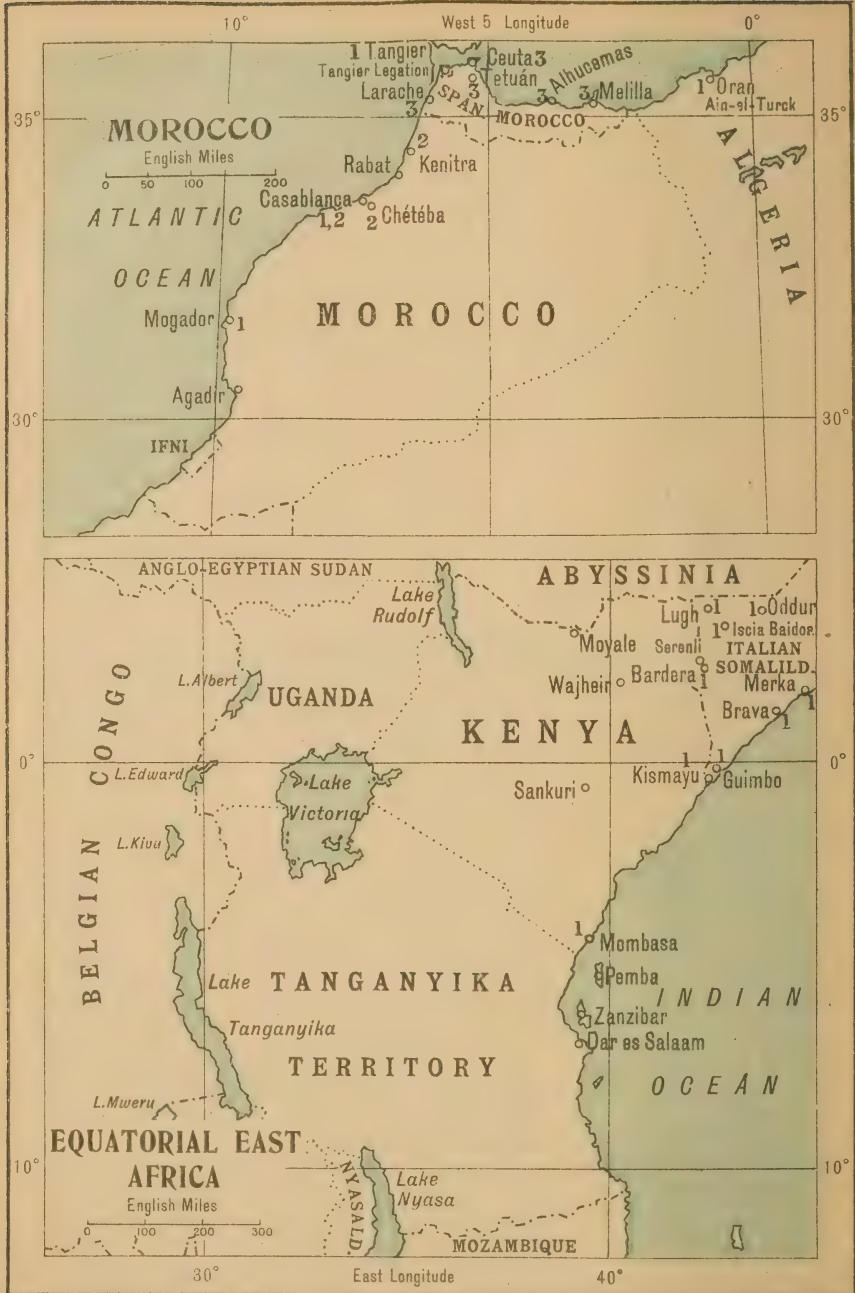 10° West 5 Longitude 0°
1 Tangier Ceuta 3
Tangier Legation Tetuán Alhucemas
Larache 3 SPAN. 3 3 3 Melilla 1 Oran
Ain-el-Turck
35° 3 MOROCCO 35°
MOROCCO
English Miles
0 50 100 200
ALGERIA
2
Rabat Kenitra
Casablanca
1,2 2 Chétéba
ATLANTIC
OCEAN
MOROCCO
Mogador 1
Agadir
30° 30°
IFNI
ANGLO-EGYPTIAN SUDAN
ABYSSINIA
Lake
Rudolf
Lugh 1 1 Oddur
1 Iscia Baidoa
Moyale Serenli ITALIAN
SOMALILD.
L.Albert
UGANDA
Wajheir Bardera 1 Merka 1
Brava 1
KENYA
BELGIAN CONGO
0° 0°
L.Edward
Lake
Victoria
1 1
Kismayu Guimbo
Sankuri
L.Kivu
1
Mombasa
Pemba
Lake TANGANYIKA
INDIAN
Zanzibar
Tanganyika
Dar es Salaam
TERRITORY
OCEAN
L.Mweru
EQUATORIAL EAST
AFRICA
10° 10°
English Miles
0 100 200 300
NYASALD.
Lake
Nyasa
MOZAMBIQUE
30° East Longitude 40°